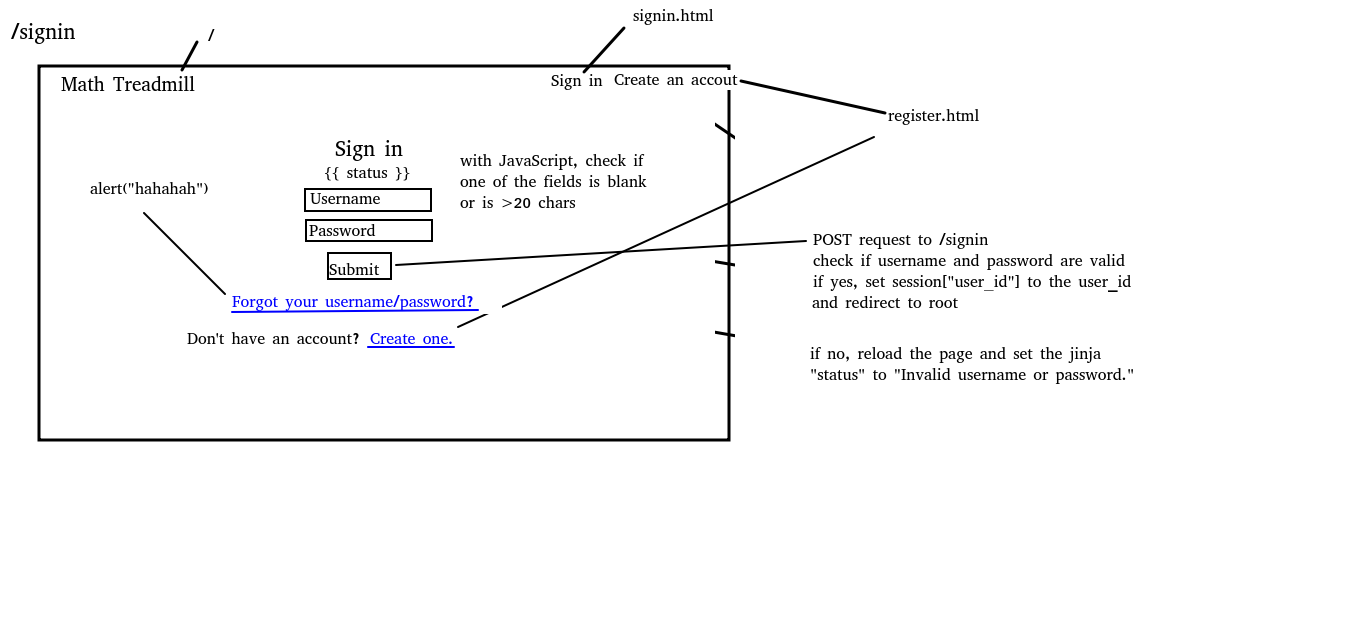 /signin
/
signin.html
Math Treadmill
Sign in Create an accout
register.html
Sign in
{{ status }}
Username
Password
Submit
with JavaScript, check if
one of the fields is blank
or is >20 chars
alert("hahahah")
Forgot your username/password?
Don't have an account? Create one.
POST request to /signin
check if username and password are valid
if yes, set session["user_id"] to the user_id
and redirect to root
if no, reload the page and set the jinja
"status" to "Invalid username or password."